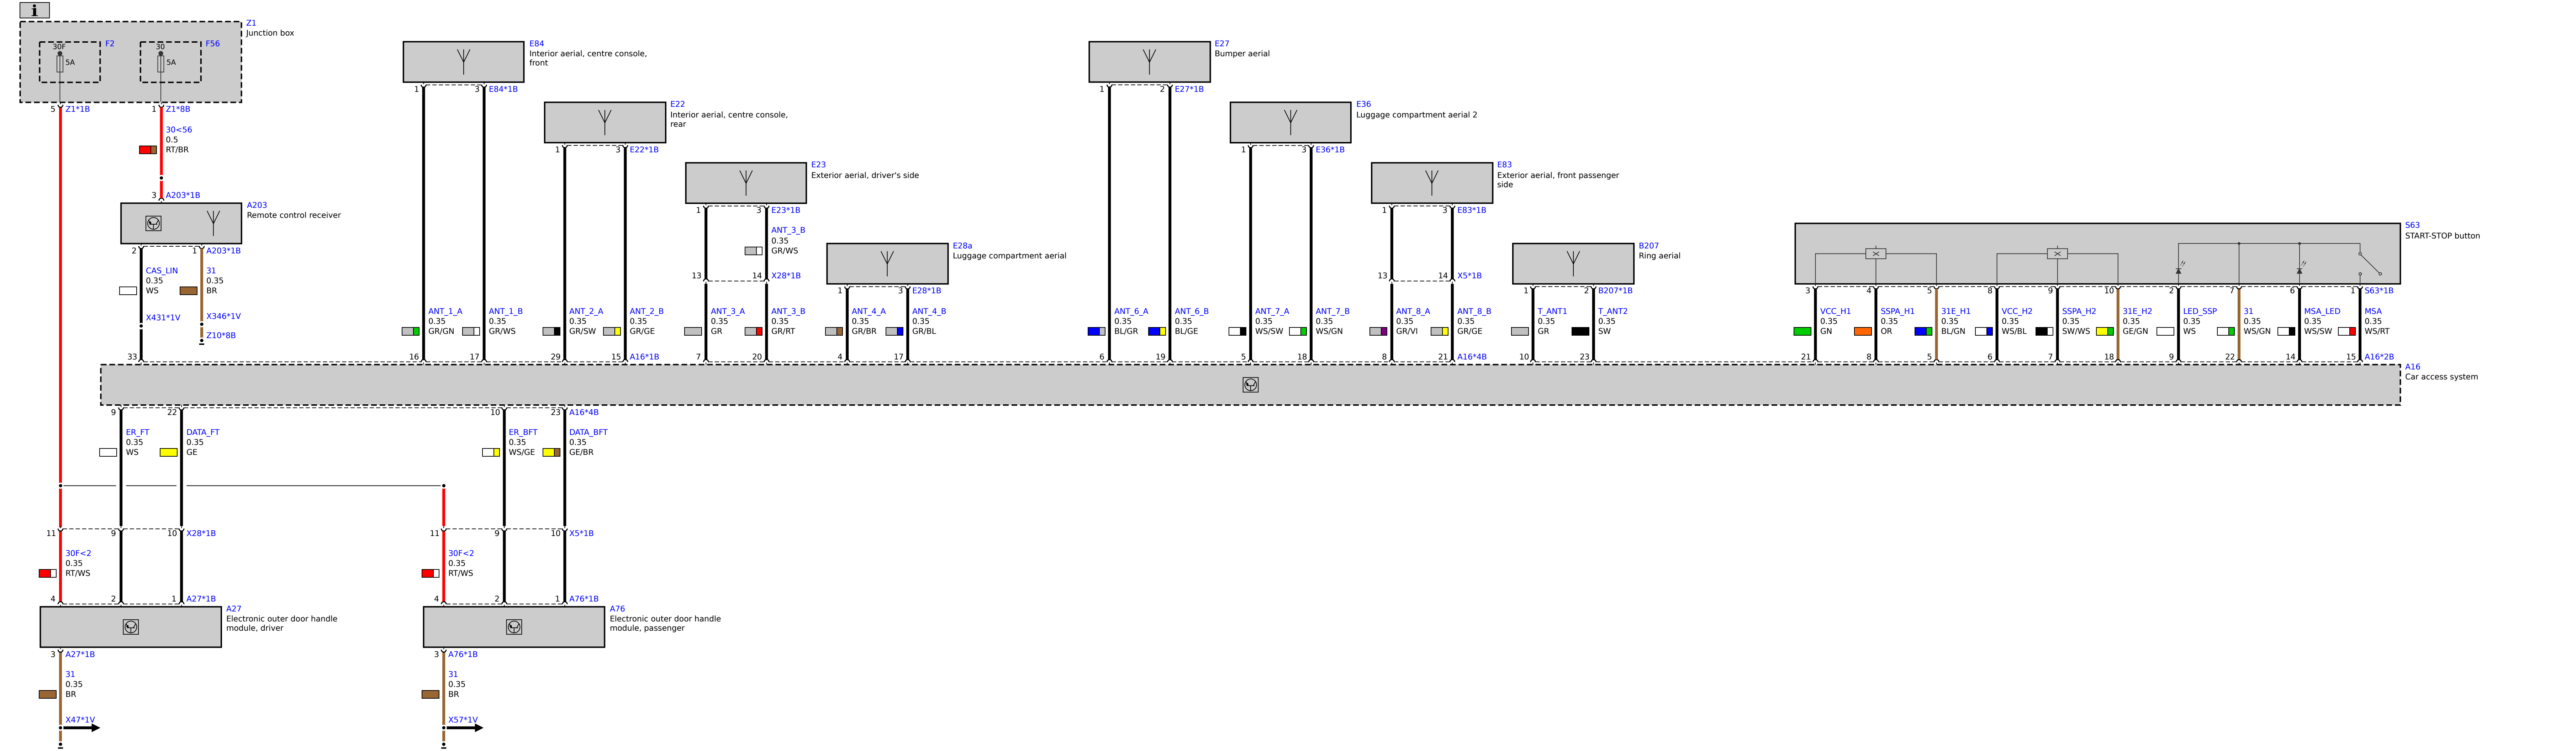 i
Z1
Junction box
30F
F2
5A
30
F56
5A
5
Z1*1B
1
Z1*8B
30<56
0.5
RT/BR
3
A203*1B
A203
Remote control receiver
2
1
A203*1B
CAS_LIN
0.35
WS
31
0.35
BR
X431*1V
X346*1V
Z10*8B
33
E84
Interior aerial, centre console,
front
1
3
E84*1B
ANT_1_A
0.35
GR/GN
ANT_1_B
0.35
GR/WS
16
17
E22
Interior aerial, centre console,
rear
1
3
E22*1B
ANT_2_A
0.35
GR/SW
ANT_2_B
0.35
GR/GE
29
15
A16*1B
E23
Exterior aerial, driver's side
1
3
E23*1B
ANT_3_B
0.35
GR/WS
13
14
X28*1B
ANT_3_A
0.35
GR
ANT_3_B
0.35
GR/RT
7
20
E28a
Luggage compartment aerial
1
3
E28*1B
ANT_4_A
0.35
GR/BR
ANT_4_B
0.35
GR/BL
4
17
E27
Bumper aerial
1
2
E27*1B
ANT_6_A
0.35
BL/GR
ANT_6_B
0.35
BL/GE
6
19
E36
Luggage compartment aerial 2
1
3
E36*1B
ANT_7_A
0.35
WS/SW
ANT_7_B
0.35
WS/GN
5
18
E83
Exterior aerial, front passenger
side
1
3
E83*1B
13
14
X5*1B
ANT_8_A
0.35
GR/VI
ANT_8_B
0.35
GR/GE
8
21
A16*4B
B207
Ring aerial
1
2
B207*1B
T_ANT1
0.35
GR
T_ANT2
0.35
SW
10
23
S63
START-STOP button
3
4
5
8
9
10
2
7
6
1
S63*1B
VCC_H1
0.35
GN
SSPA_H1
0.35
OR
31E_H1
0.35
BL/GN
VCC_H2
0.35
WS/BL
SSPA_H2
0.35
SW/WS
31E_H2
0.35
GE/GN
LED_SSP
0.35
WS
31
0.35
WS/GN
MSA_LED
0.35
WS/SW
MSA
0.35
WS/RT
21
8
5
6
7
18
9
22
14
15
A16*2B
A16
Car access system
9
22
10
23
A16*4B
ER_FT
0.35
WS
DATA_FT
0.35
GE
ER_BFT
0.35
WS/GE
DATA_BFT
0.35
GE/BR
11
9
10
X28*1B
11
9
10
X5*1B
30F<2
0.35
RT/WS
30F<2
0.35
RT/WS
4
2
1
A27*1B
4
2
1
A76*1B
A27
Electronic outer door handle
module, driver
A76
Electronic outer door handle
module, passenger
3
A27*1B
3
A76*1B
31
0.35
BR
31
0.35
BR
X47*1V
X57*1V